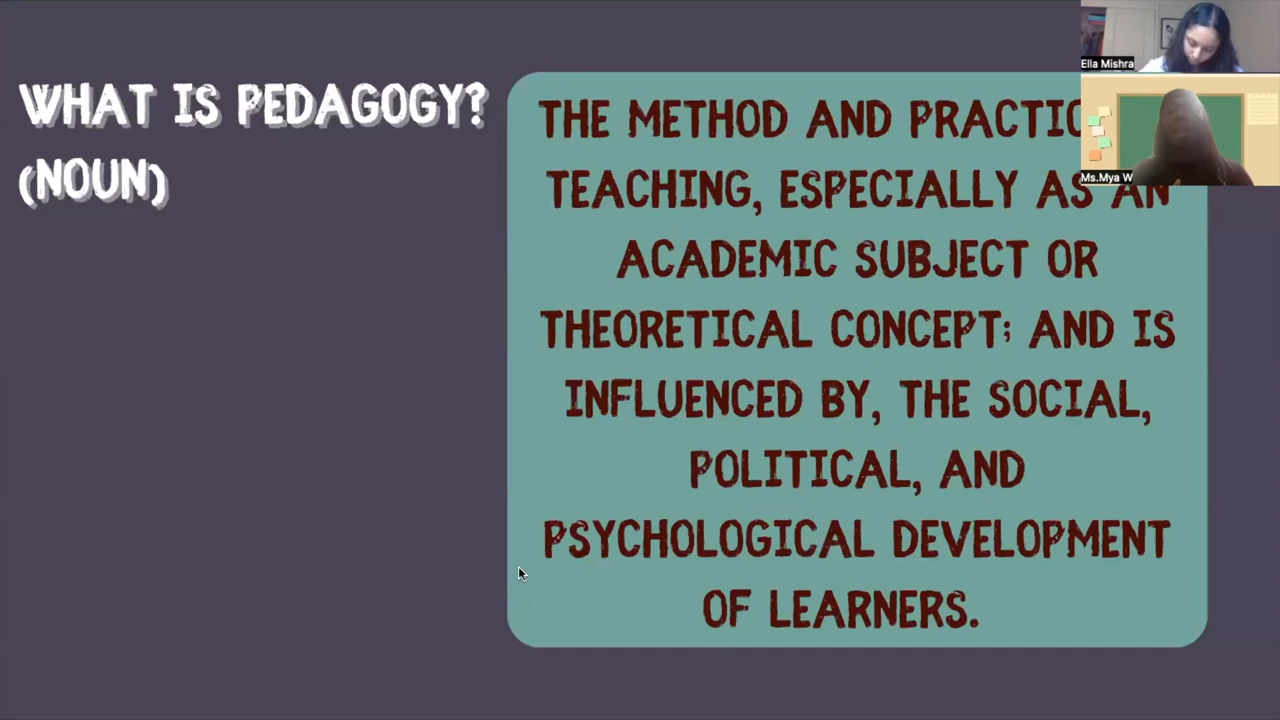 WHAT IS PEDAGOGY?
(NOUN)
THE METHOD AND
TEACHING, ESPECIALLY AS AN
ACADEMIC SUBJECT OR
THEORETICAL CONCEPT; AND IS
INFLUENCED BY, THE SOCIAL,
POLITICAL, AND
PSYCHOLOGICAL DEVELOPMENT
OF LEARNERS.
Ella Mishra
Ms.Mya W